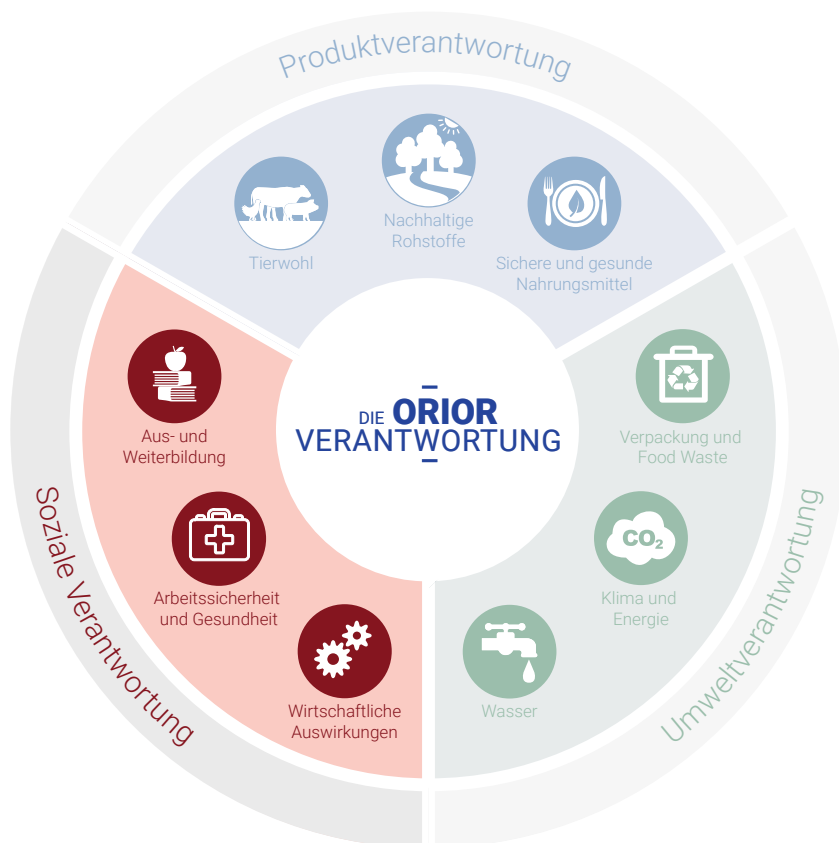 Produktverantwortung
Tierwohl
Nachhaltige
Rohstoffe
Sichere und gesunde
Nahrungsmittel
DIE ORIOR
VERANTWORTUNG
Aus- und
Weiterbildung
Arbeitssicherheit
und Gesundheit
Wirtschaftliche
Auswirkungen
Soziale Verantwortung
Verpackung und
Food Waste
CO₂
Klima und
Energie
Wasser
Umweltverantwortung